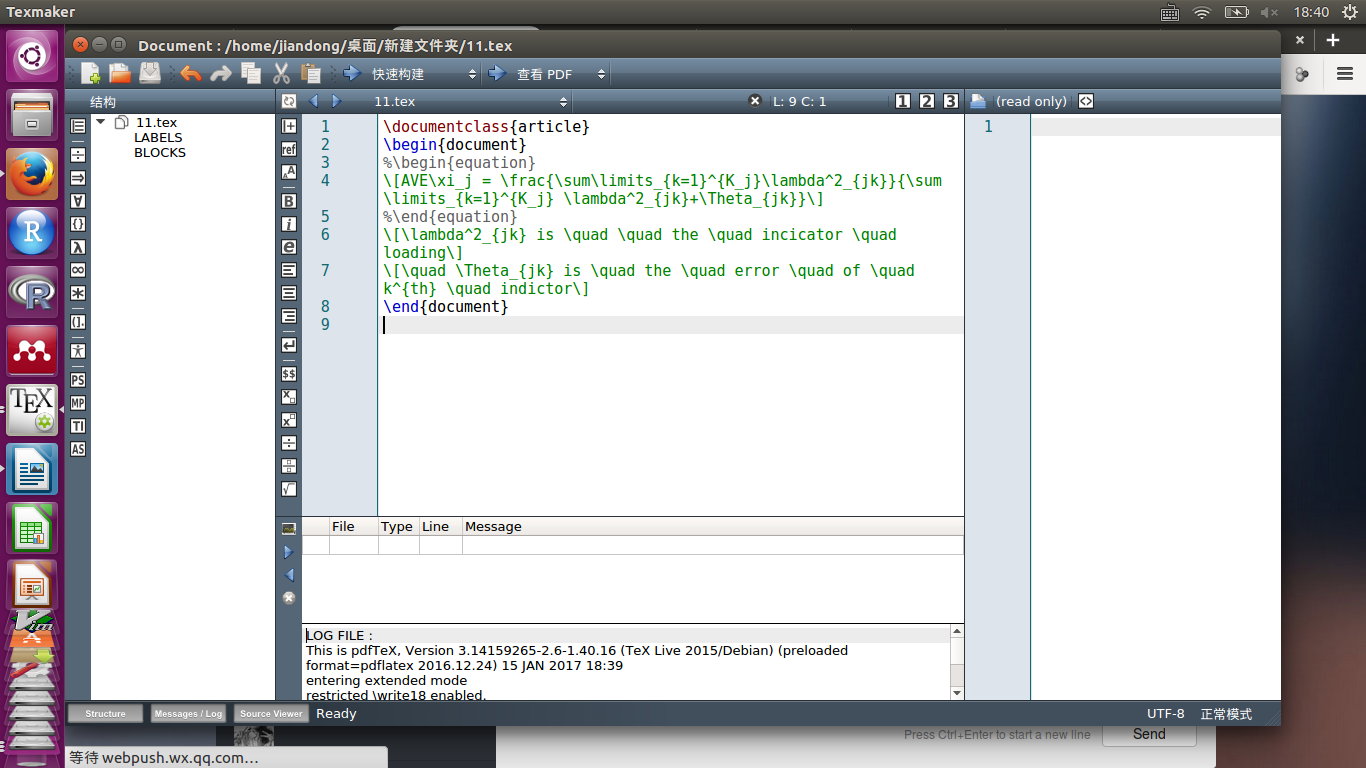 Texmaker
18:40
Document : /home/jiandong/桌面/新建文件夹/11.tex
快速构建
查看 PDF
结构
11.tex
L: 9 C: 1
1 2 3
(read only)
11.tex
LABELS
BLOCKS
ref
PS
MP
TI
AS
$$
1 \documentclass{article}
2 \begin{document}
3 %\begin{equation}
4 \[AVE\xi_j = \frac{\sum\limits_{k=1}^{K_j}\lambda^2_{jk}}{\sum
\limits_{k=1}^{K_j} \lambda^2_{jk}+\Theta_{jk}}\]
5 %\end{equation}
6 \[\lambda^2_{jk} is \quad \quad the \quad incicator \quad
loading\]
7 \[\quad \Theta_{jk} is \quad the \quad error \quad of \quad
k^{th} \quad indictor\]
8 \end{document}
9
1
File Type Line Message
LOG FILE :
This is pdfTeX, Version 3.14159265-2.6-1.40.16 (TeX Live 2015/Debian) (preloaded
format=pdflatex 2016.12.24) 15 JAN 2017 18:39
entering extended mode
restricted \write18 enabled.
Structure
Messages / Log
Source Viewer
Ready
UTF-8
正常模式
Press Ctrl+Enter to start a new line
Send
等待 webpush.wx.qq.com…